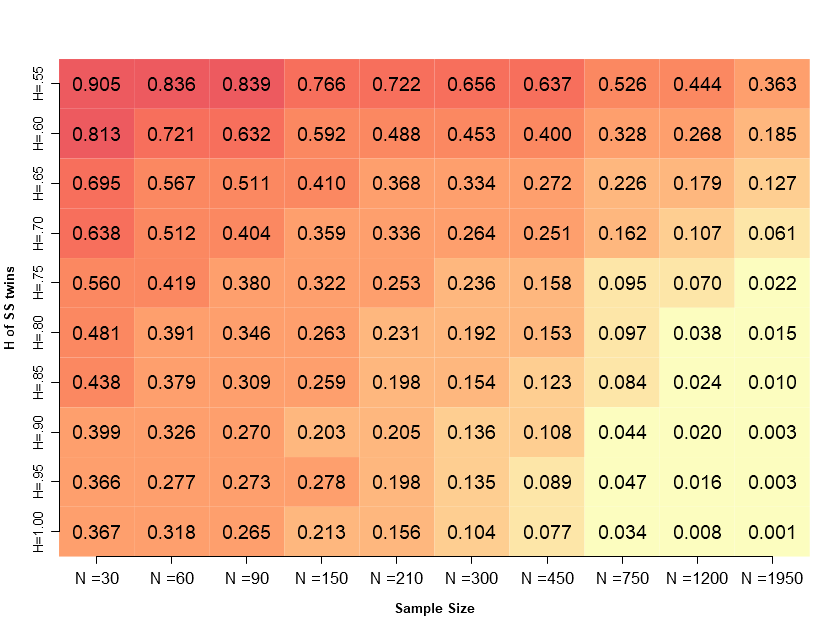 H of SS twins
H=.55 0.905 0.836 0.839 0.766 0.722 0.656 0.637 0.526 0.444 0.363
H=.60 0.813 0.721 0.632 0.592 0.488 0.453 0.400 0.328 0.268 0.185
H=.65 0.695 0.567 0.511 0.410 0.368 0.334 0.272 0.226 0.179 0.127
H=.70 0.638 0.512 0.404 0.359 0.336 0.264 0.251 0.162 0.107 0.061
H=.75 0.560 0.419 0.380 0.322 0.253 0.236 0.158 0.095 0.070 0.022
H=.80 0.481 0.391 0.346 0.263 0.231 0.192 0.153 0.097 0.038 0.015
H=.85 0.438 0.379 0.309 0.259 0.198 0.154 0.123 0.084 0.024 0.010
H=.90 0.399 0.326 0.270 0.203 0.205 0.136 0.108 0.044 0.020 0.003
H=.95 0.366 0.277 0.273 0.278 0.198 0.135 0.089 0.047 0.016 0.003
H=1.00 0.367 0.318 0.265 0.213 0.156 0.104 0.077 0.034 0.008 0.001
N =30 N =60 N =90 N =150 N =210 N =300 N =450 N =750 N =1200 N =1950
Sample Size